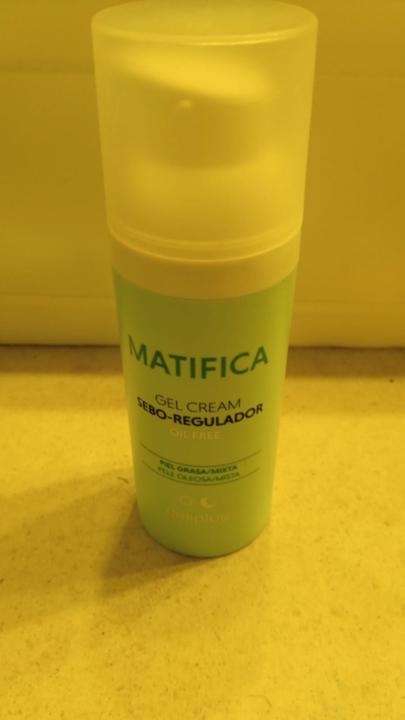 MATIFICA
GEL CREAM
SEBO-REGULADOR
OIL FREE
PIEL GRASA/MIXTA
PELE OLEOSA/MISTA